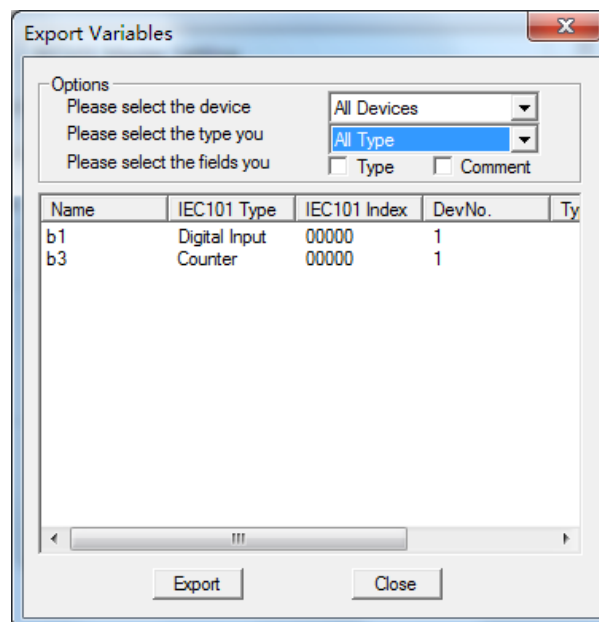 Export Variables
Options
Please select the device All Devices
Please select the type you All Type
Please select the fields you Type Comment
Name IEC101 Type IEC101 Index DevNo. Ty
b1 Digital Input 00000 1
b3 Counter 00000 1
Export Close